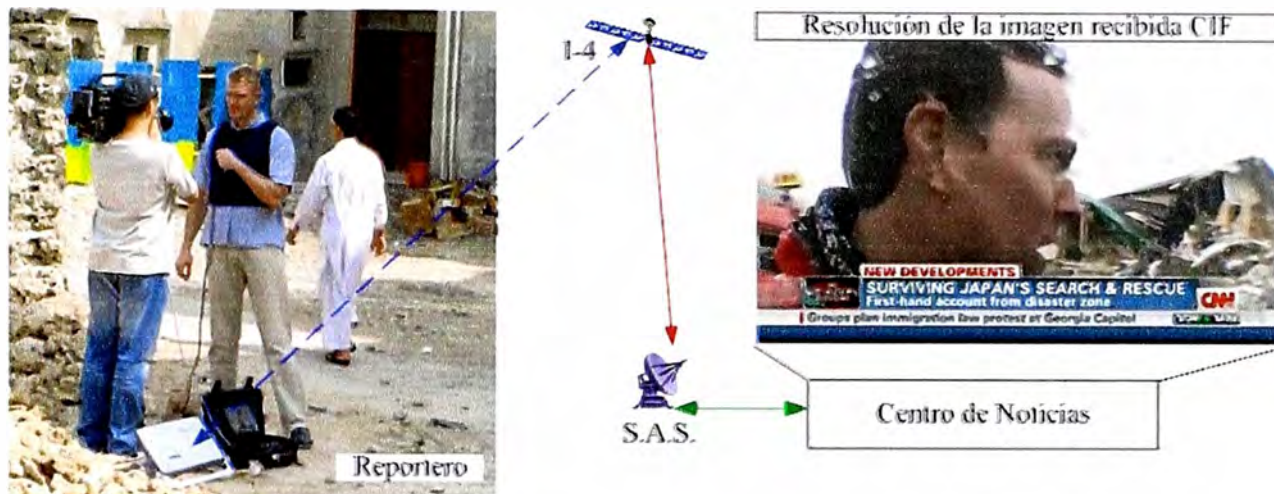 Reportero
I-4
S.A.S.
Resolución de la imagen recibida CIF
NEW DEVELOPMENTS
SURVIVING JAPAN'S SEARCH & RESCUE
First-hand account from disaster zone
CNN
Groups plan immigration law protest at Georgia Capitol
Centro de Noticias